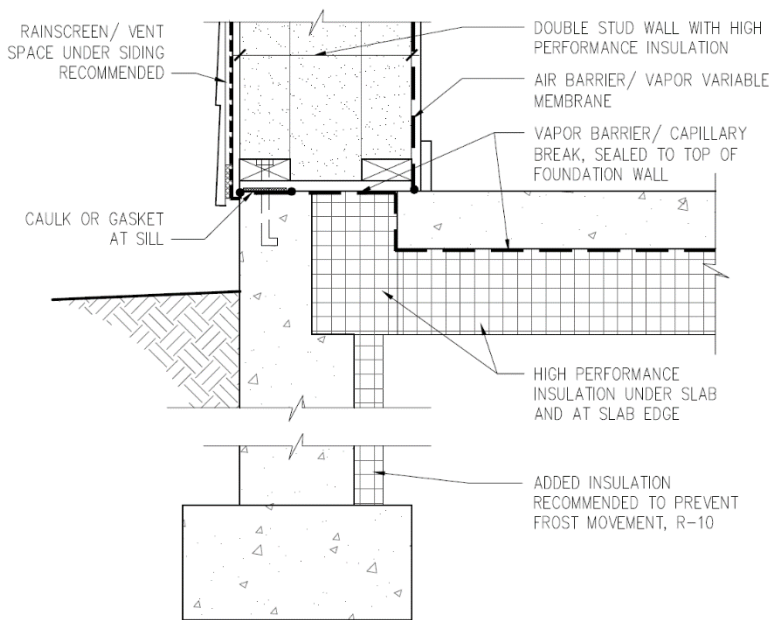 RAINSCREEN/ VENT
SPACE UNDER SIDING
RECOMMENDED
DOUBLE STUD WALL WITH HIGH
PERFORMANCE INSULATION
AIR BARRIER/ VAPOR VARIABLE
MEMBRANE
VAPOR BARRIER/ CAPILLARY
BREAK, SEALED TO TOP OF
FOUNDATION WALL
CAULK OR GASKET
AT SILL
HIGH PERFORMANCE
INSULATION UNDER SLAB
AND AT SLAB EDGE
ADDED INSULATION
RECOMMENDED TO PREVENT
FROST MOVEMENT, R-10